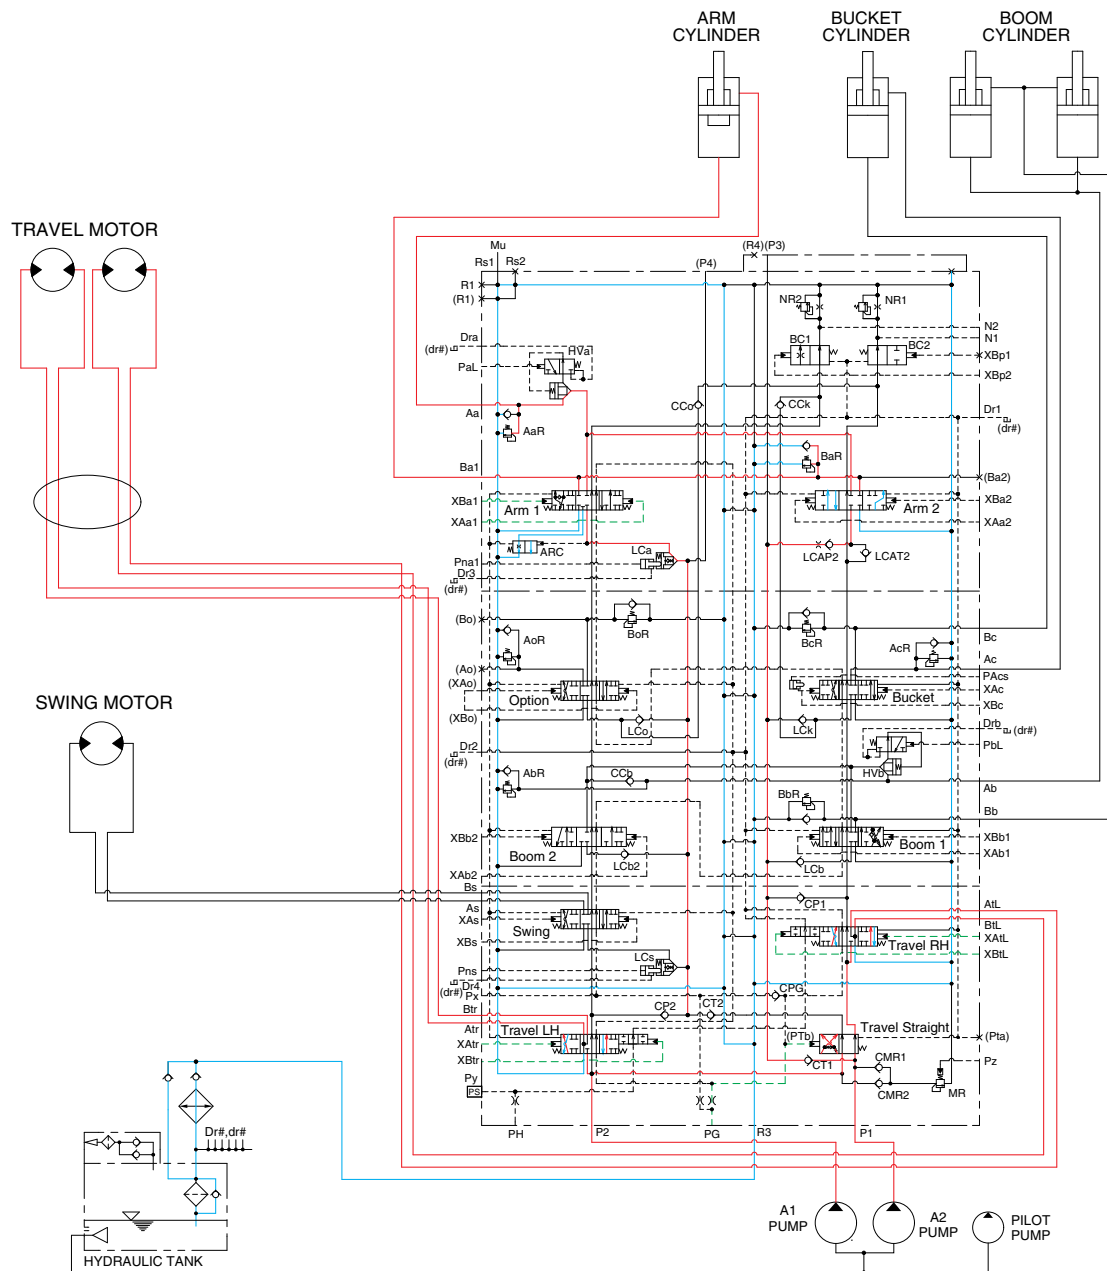 ARM
CYLINDER
BUCKET
CYLINDER
BOOM
CYLINDER
TRAVEL MOTOR
Mu
Rs1
Rs2
(R4)
(P3)
(P4)
R1
(R1)
NR2
NR1
N2
N1
Dra
(dr#)
HVa
BC1
BC2
XBp1
PaL
XBp2
Aa
AaR
CCo
CCk
Dr1
(dr#)
BaR
Ba1
(Ba2)
XBa1
Arm 1
XAa1
XBa2
Arm 2
XAa2
ARC
LCa
LCAP2
LCAT2
Pna1
Dr3
(dr#)
(Bo)
BoR
BcR
Bc
AoR
AcR
Ac
(Ao)
PAcs
(XAo)
XAc
Option
Bucket
XBc
(XBo)
LCo
LCk
Drb
(dr#)
Dr2
(dr#)
PbL
HVb
SWING MOTOR
AbR
CCb
Ab
BbR
Bb
XBb2
XBb1
Boom 2
Boom 1
XAb1
LCb2
LCb
XAb2
Bs
CP1
As
AtL
XAs
BtL
Swing
Travel RH
XAtL
XBs
XBtL
LCs
Pns
Dr4
(dr#)
Px
CPG
Btr
CP2
CT2
Atr
Travel LH
Travel Straight
(PTb)
(Pta)
XAtr
XBtr
CT1
CMR1
Pz
Py
PS
CMR2
MR
PH
P2
PG
R3
P1
Dr#,dr#
A1
PUMP
A2
PUMP
PILOT
PUMP
HYDRAULIC TANK